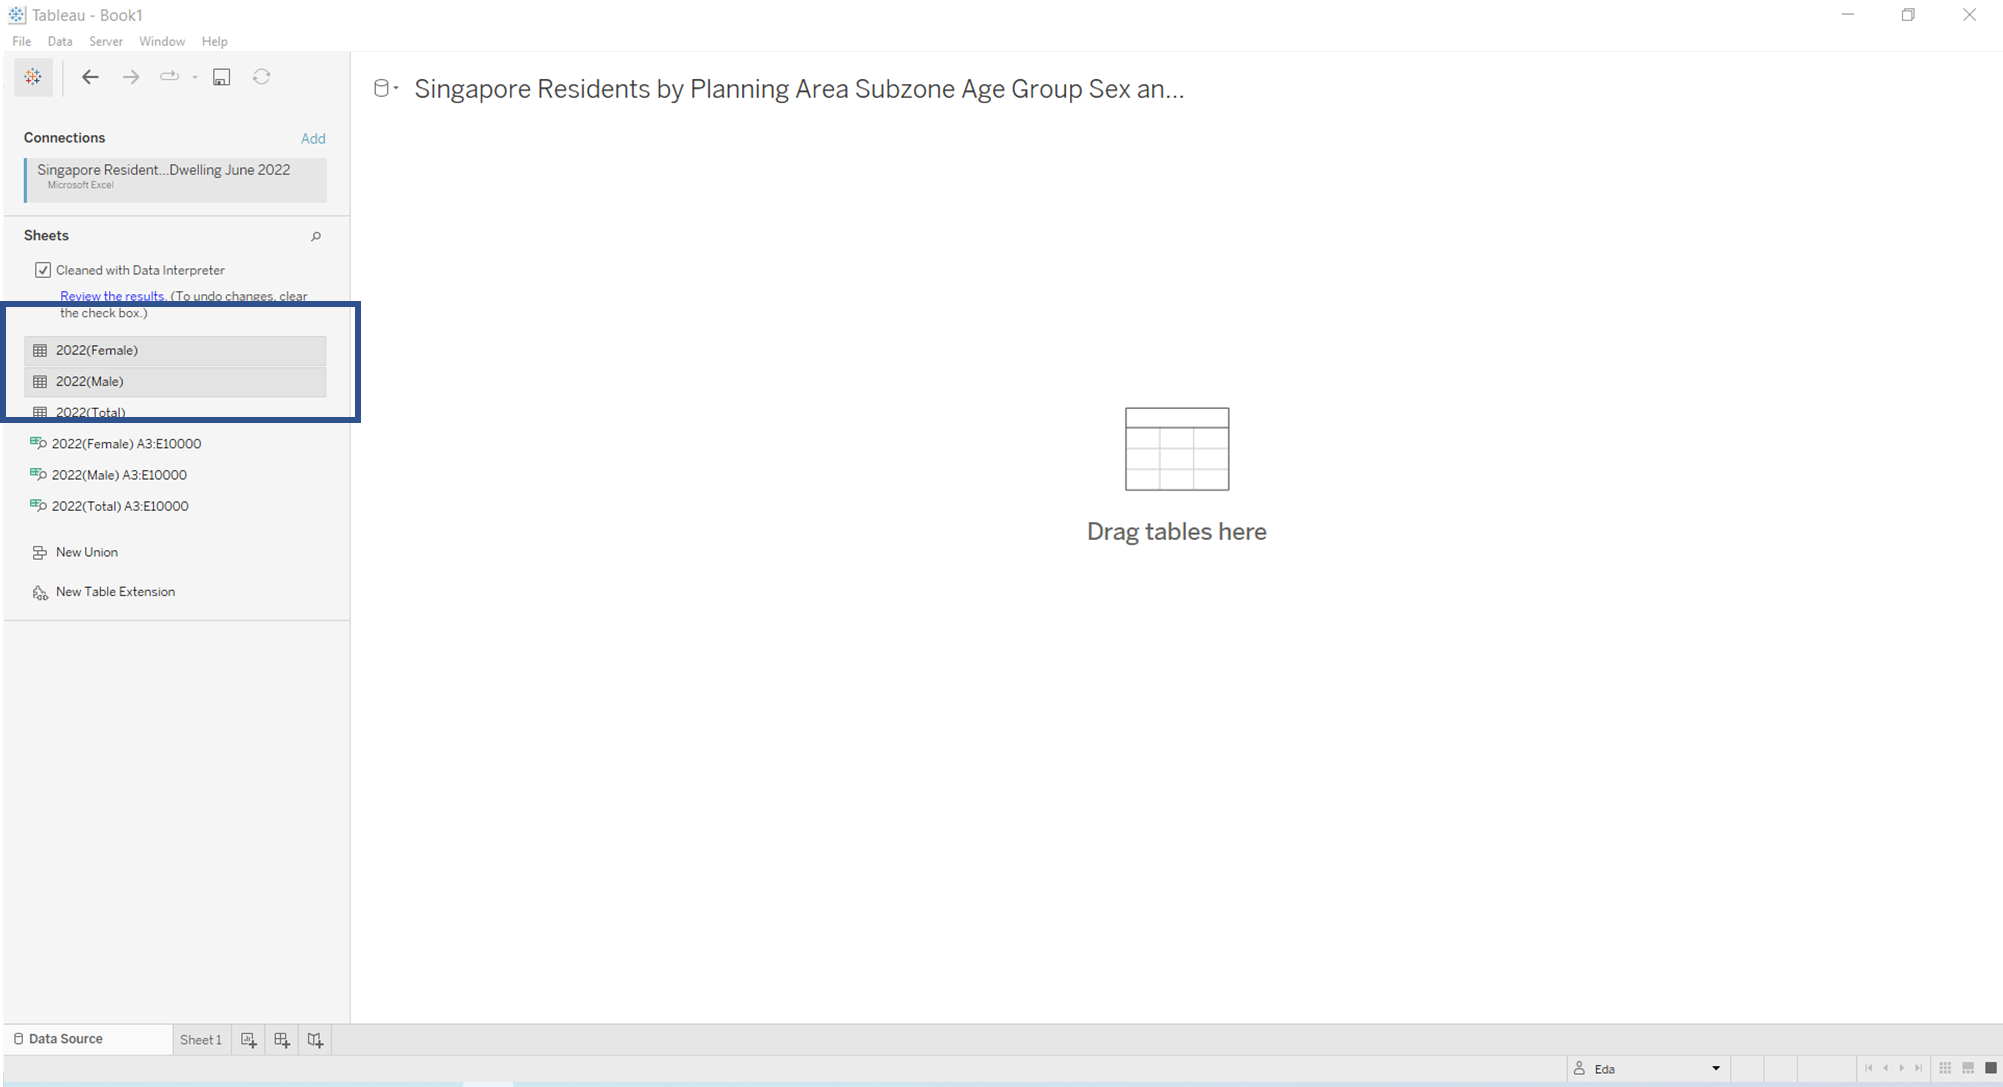 Tableau - Book1
File Data Server Window Help
Connections
Add
Singapore Resident...Dwelling June 2022
Microsoft Excel
Sheets
Cleaned with Data Interpreter
Review the results. (To undo changes, clear
the check box.)
2022(Female)
2022(Male)
2022(Total)
2022(Female) A3:E10000
2022(Male) A3:E10000
2022(Total) A3:E10000
New Union
New Table Extension
Singapore Residents by Planning Area Subzone Age Group Sex an...
Drag tables here
Data Source
Sheet 1
Eda